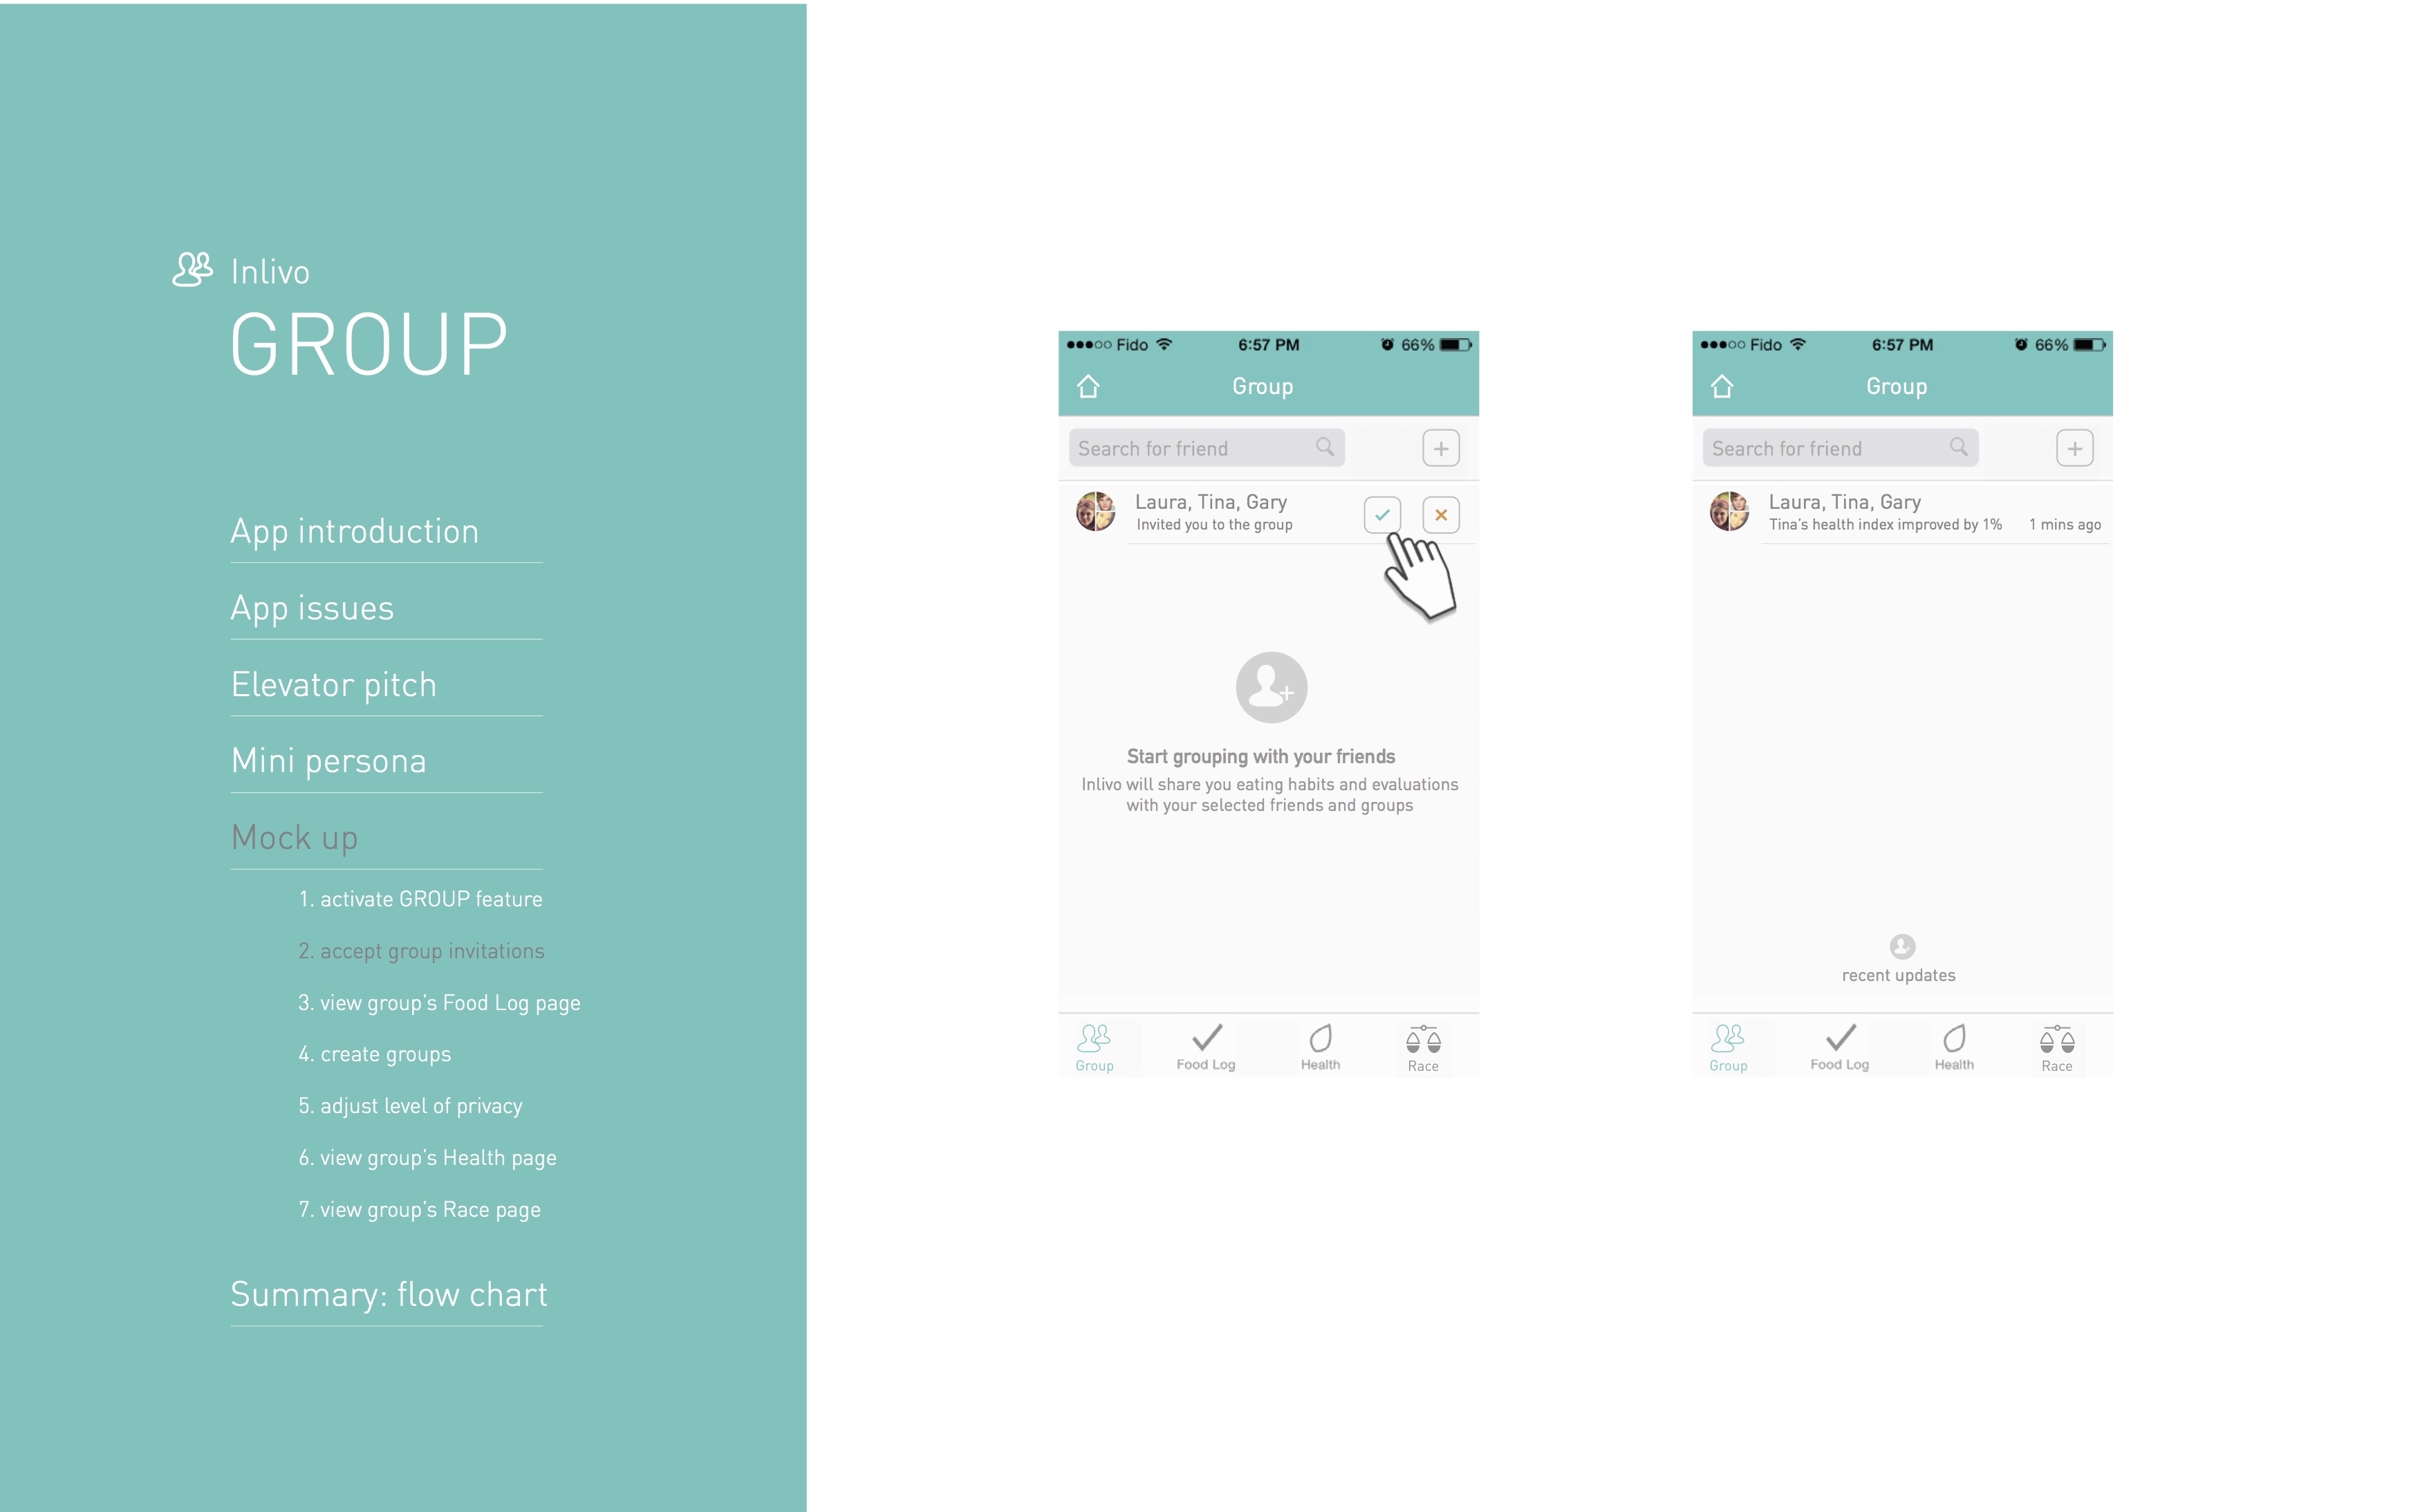 Inlivo
GROUP
App introduction
App issues
Elevator pitch
Mini persona
Mock up
1. activate GROUP feature
2. accept group invitations
3. view group's Food Log page
4. create groups
5. adjust level of privacy
6. view group's Health page
7. view group's Race page
Summary: flow chart
Fido 6:57 PM 66%
Group
Search for friend
Laura, Tina, Gary
Invited you to the group
Start grouping with your friends
Inlivo will share you eating habits and evaluations
with your selected friends and groups
Group Food Log Health Race
Fido 6:57 PM 66%
Group
Search for friend
Laura, Tina, Gary
Tina's health index improved by 1% 1 mins ago
recent updates
Group Food Log Health Race